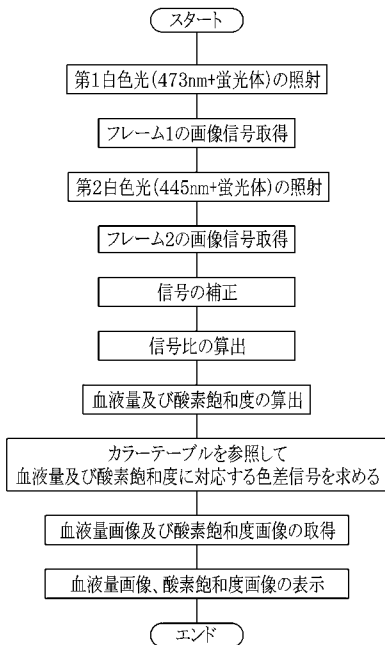 スタート
第1白色光(473nm+蛍光体)の照射
フレーム1の画像信号取得
第2白色光(445nm+蛍光体)の照射
フレーム2の画像信号取得
信号の補正
信号比の算出
血液量及び酸素飽和度の算出
カラーテーブルを参照して
血液量及び酸素飽和度に対応する色差信号を求める
血液量画像及び酸素飽和度画像の取得
血液量画像、酸素飽和度画像の表示
エンド